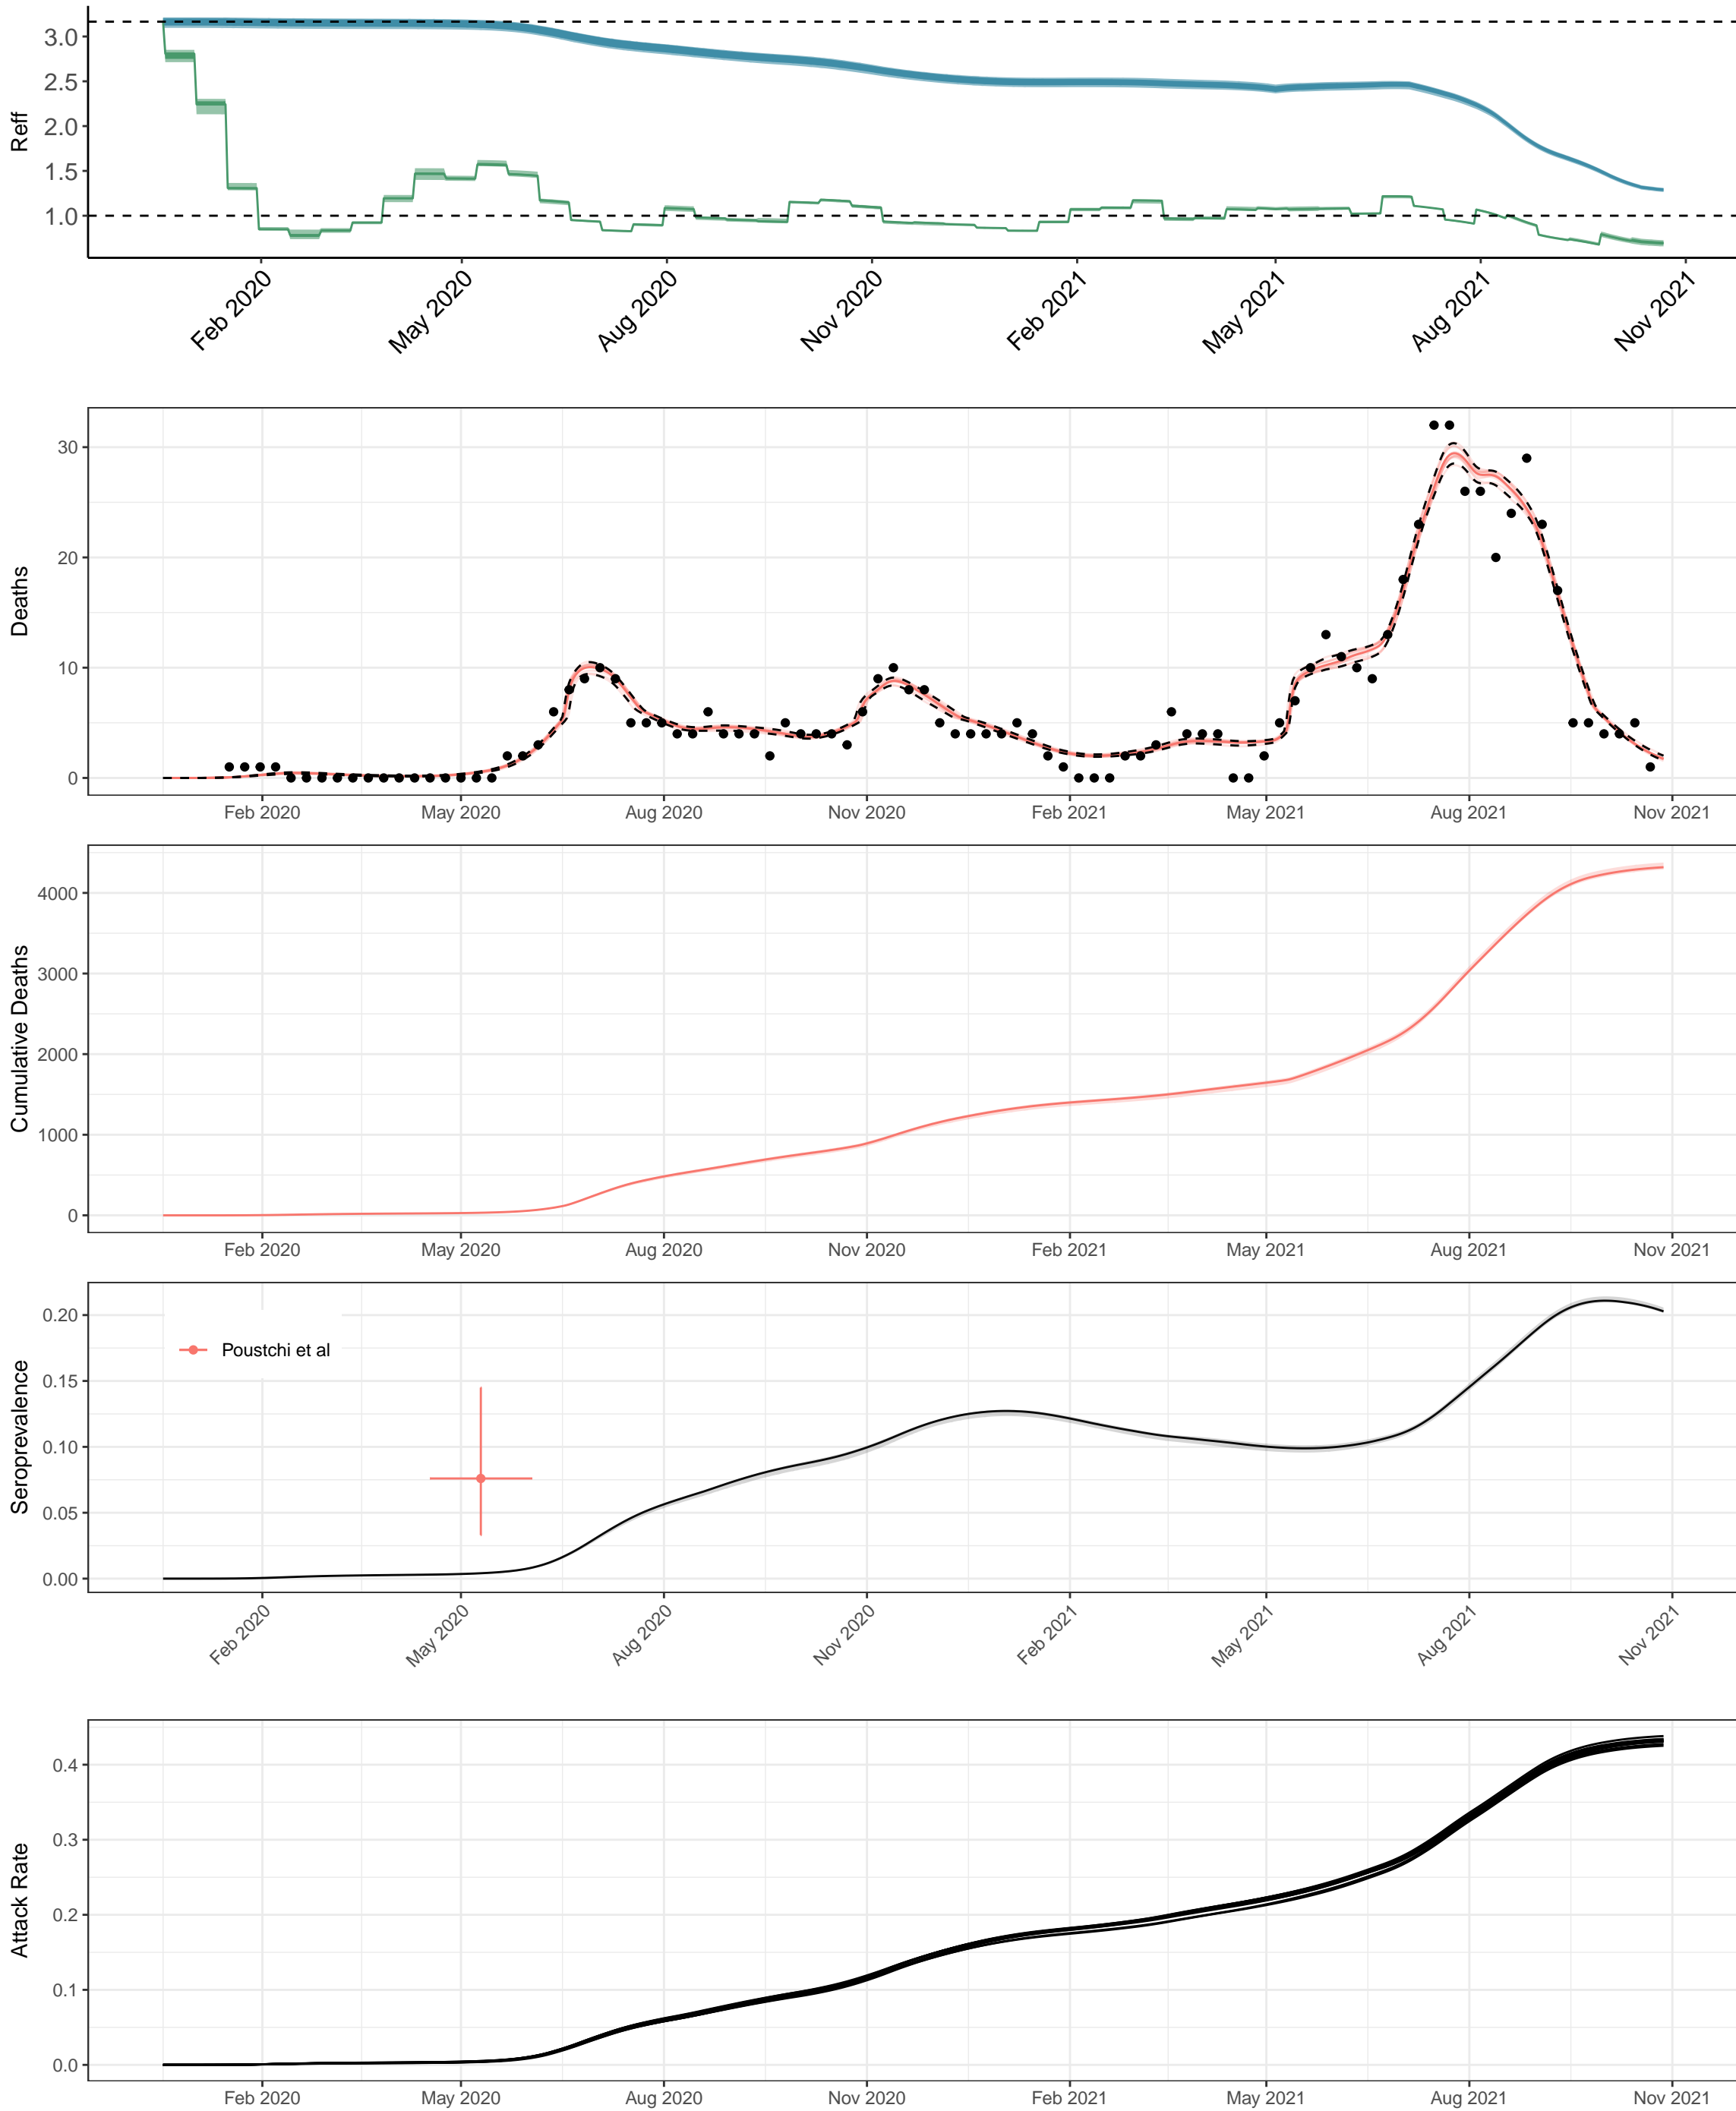 Reff
3.0
2.5
2.0
1.5
1.0
Feb 2020
May 2020
Aug 2020
Nov 2020
Feb 2021
May 2021
Aug 2021
Nov 2021
Deaths
30
20
10
0
Feb 2020
May 2020
Aug 2020
Nov 2020
Feb 2021
May 2021
Aug 2021
Nov 2021
Cumulative Deaths
4000
3000
2000
1000
0
Feb 2020
May 2020
Aug 2020
Nov 2020
Feb 2021
May 2021
Aug 2021
Nov 2021
Seroprevalence
0.20
0.15
0.10
0.05
0.00
Poustchi et al
Feb 2020
May 2020
Aug 2020
Nov 2020
Feb 2021
May 2021
Aug 2021
Nov 2021
Attack Rate
0.4
0.3
0.2
0.1
0.0
Feb 2020
May 2020
Aug 2020
Nov 2020
Feb 2021
May 2021
Aug 2021
Nov 2021